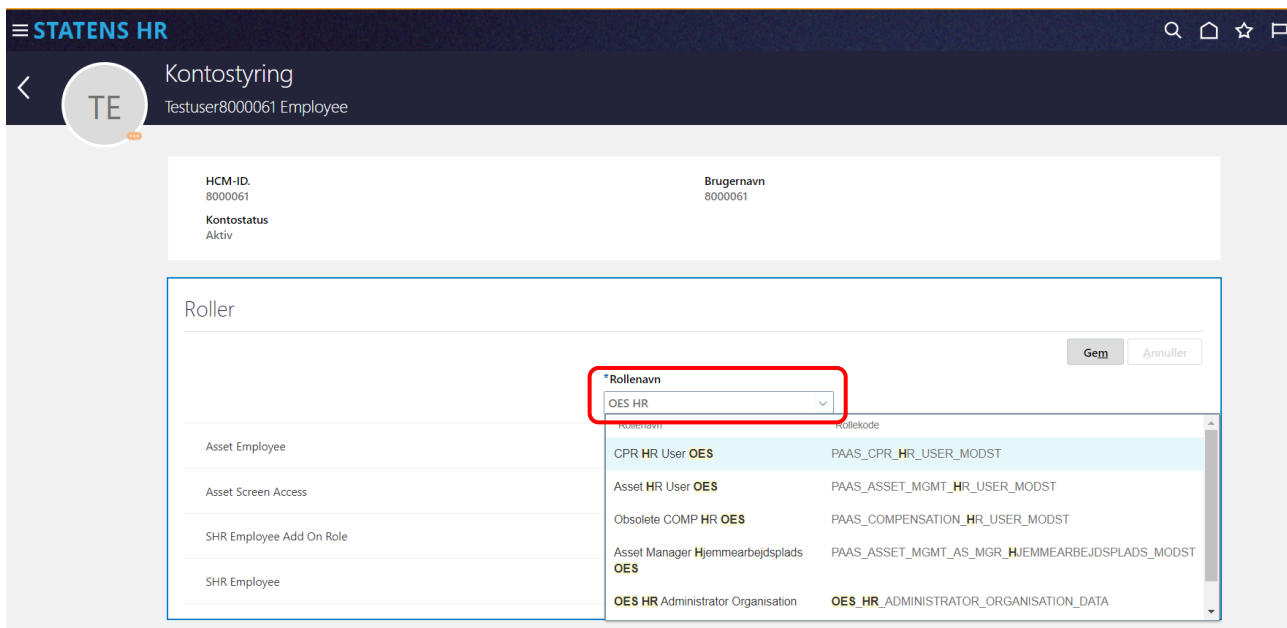 STATENS HR
Kontostyring
TE
Testuser8000061 Employee
HCM-ID.
8000061
Brugernavn
8000061
Kontostatus
Aktiv
Roller
Gem
Annuller
*Rollenavn
OES HR
Rollenavn Rollekode
Asset Employee
CPR HR User OES PAAS_CPR_HR_USER_MODST
Asset Screen Access
Asset HR User OES PAAS_ASSET_MGMT_HR_USER_MODST
Obsolete COMP HR OES PAAS_COMPENSATION_HR_USER_MODST
SHR Employee Add On Role
Asset Manager Hjemmearbejdsplads PAAS_ASSET_MGMT_AS_MGR_HJEMMEARBEJDSPLADS_MODST
OES
SHR Employee
OES HR Administrator Organisation OES_HR_ADMINISTRATOR_ORGANISATION_DATA